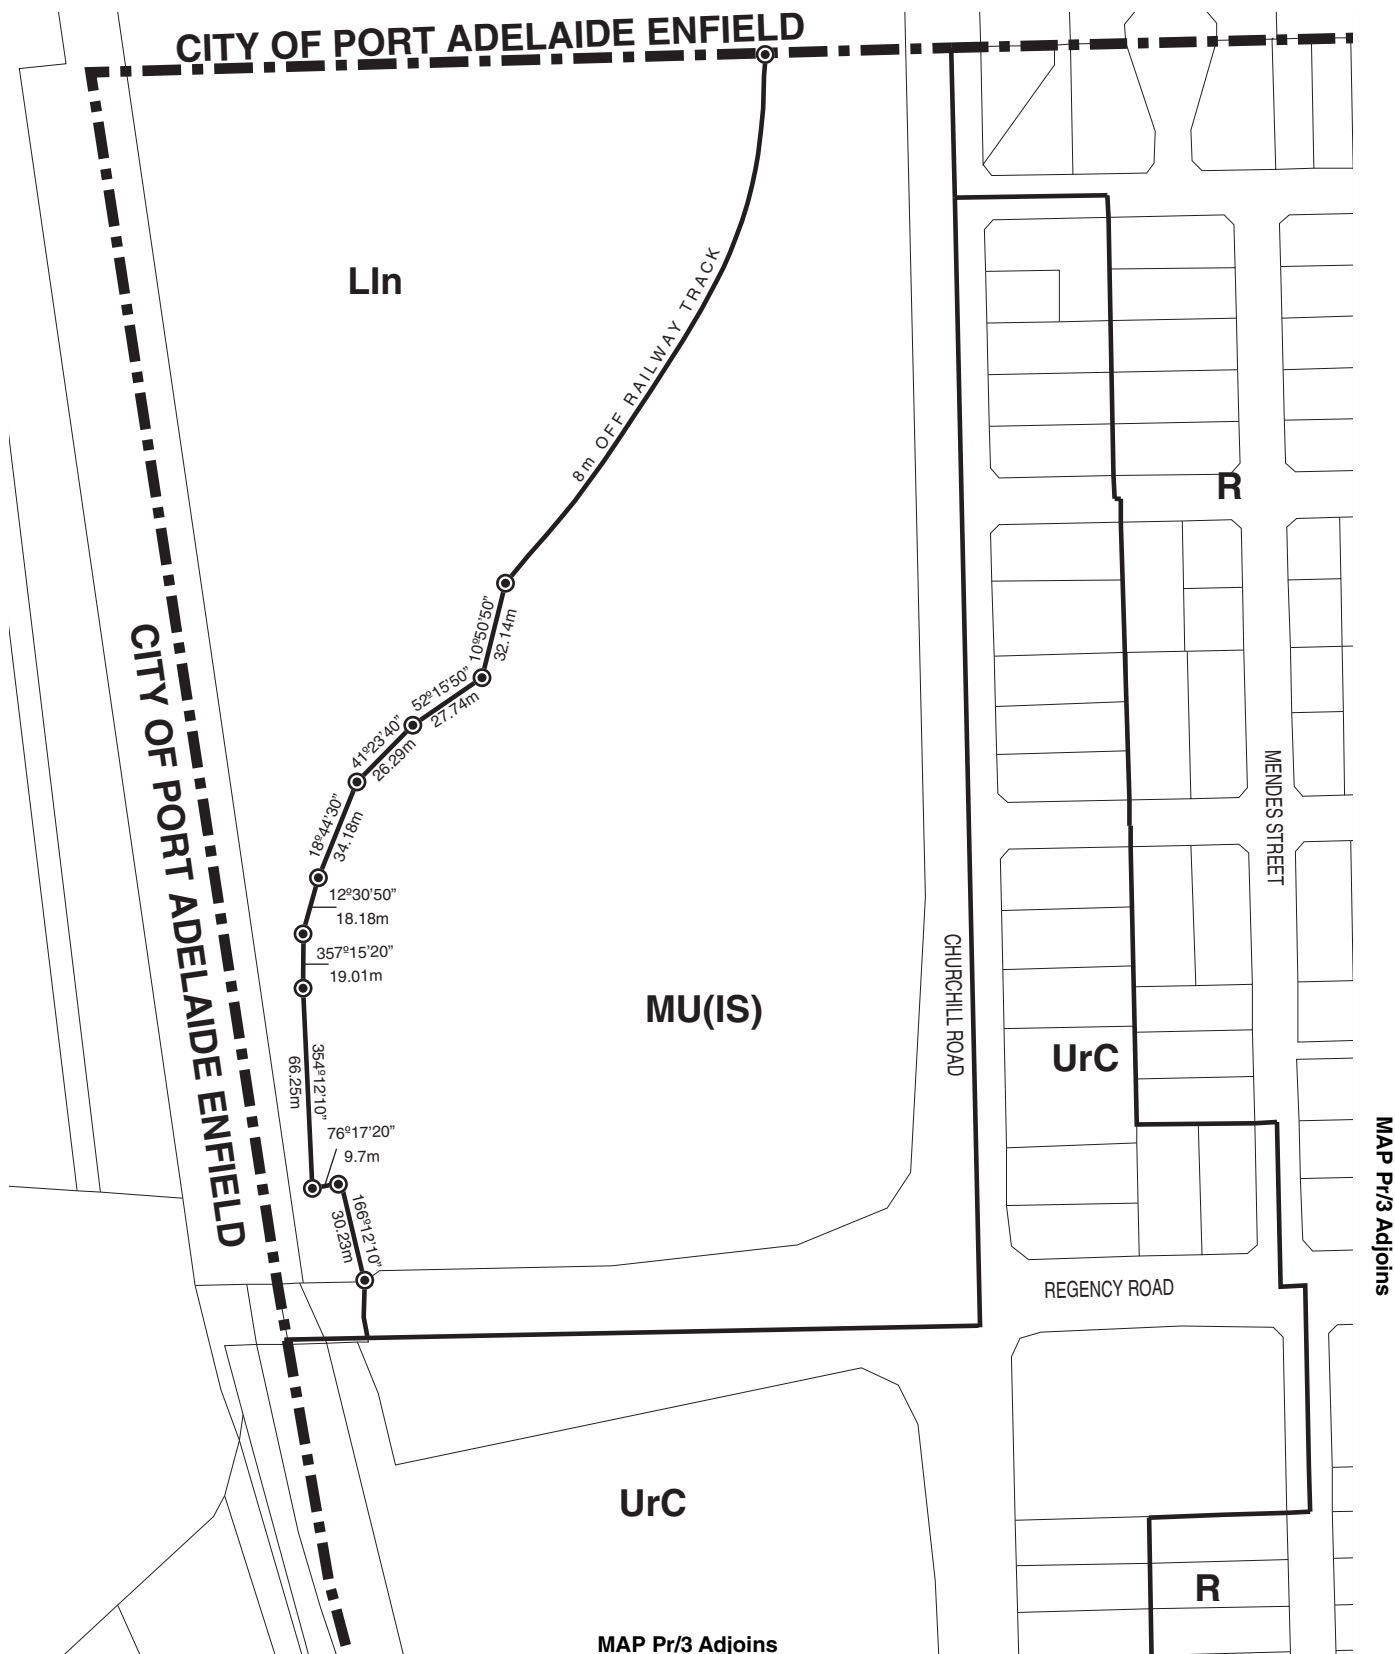 CITY OF PORT ADELAIDE ENFIELD
LIn
8m OFF RAILWAY TRACK
R
10º50'50"
32.14m
52º15'50"
27.74m
41º23'40"
26.29m
18º44'30"
34.18m
12º30'50"
18.18m
357º15'20"
19.01m
354º12'10"
66.25m
76º17'20"
9.7m
166º12'10"
30.23m
CITY OF PORT ADELAIDE ENFIELD
MENDES STREET
CHURCHILL ROAD
MU(IS)
UrC
MAP Pr/3 Adjoins
REGENCY ROAD
UrC
R
MAP Pr/3 Adjoins